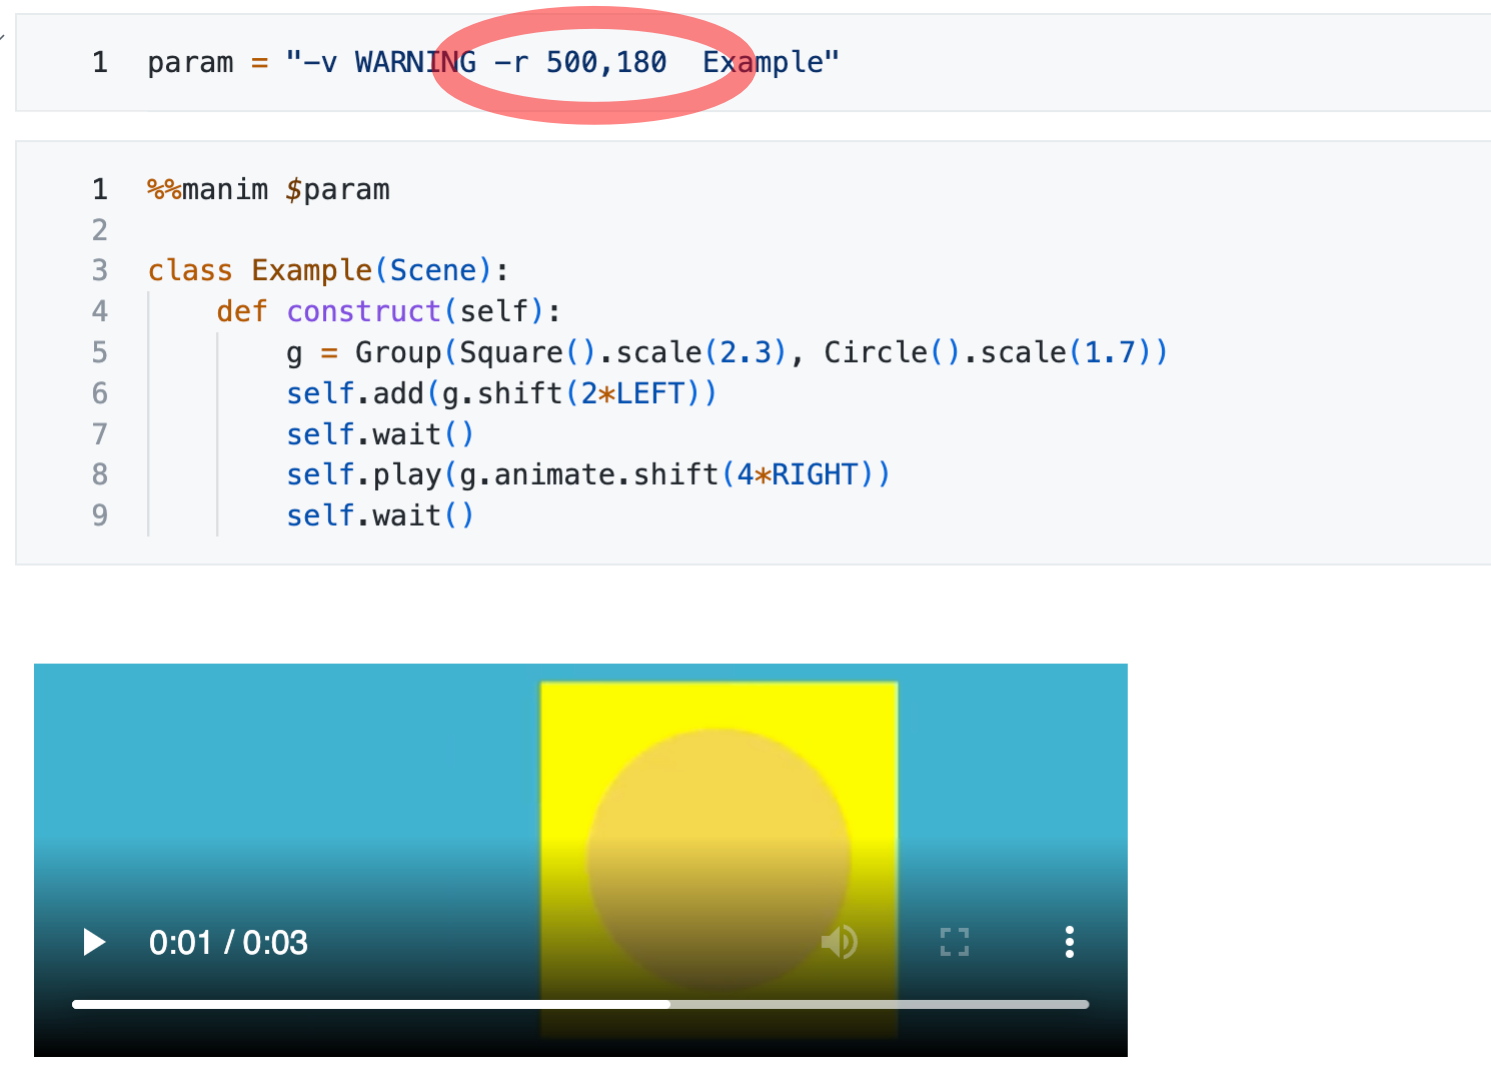 1 param = "-v WARNING -r 500,180  Example"
1 %%manim $param
2
3 class Example(Scene):
4     def construct(self):
5         g = Group(Square().scale(2.3), Circle().scale(1.7))
6         self.add(g.shift(2*LEFT))
7         self.wait()
8         self.play(g.animate.shift(4*RIGHT))
9         self.wait()
0:01 / 0:03